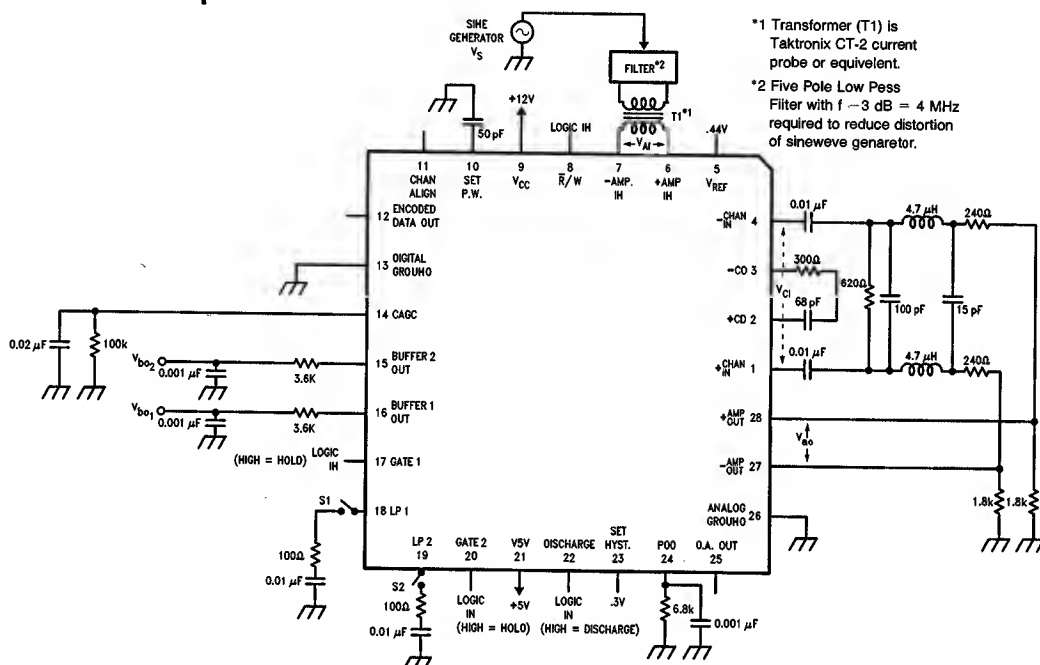 SIHE
GEHERATOR
VS
*1 Transformer (T1) is
Taktronix CT-2 current
probe or equivelent.
FILTER*2
*2 Five Pole Low Pess
Filter with f −3 dB = 4 MHz
required to reduce distortion
of sineweve genaretor.
+12V
50 pF
LOGIC IH
T1*1
VAI
.44V
11
CHAN
ALIGN
10
SET
P.W.
9
VCC
8
R/W
7
−AMP.
IH
6
+AMP
IH
5
VREF
12 ENCODED
DATA OUT
13 DIGITAL
GROUHO
14 CAGC
0.02 µF
100k
Vbo2
0.001 µF
3.6K
15 BUFFER 2
OUT
Vbo1
0.001 µF
3.6K
16 BUFFER 1
OUT
(HIGH = HOLD) LOGIC
IH
17 GATE 1
S1
18 LP 1
100Ω
0.01 µF
−CHAN
IN 4
0.01 µF
4.7 µH
240Ω
−CO 3
300Ω
VCI
620Ω
100 pF
15 pF
+CD 2
68 pF
+CHAN
IN 1
0.01 µF
4.7 µH
240Ω
+AMP
OUT 28
Vao
−AMP
OUT 27
ANALOG
GROUHO 26
1.8k
1.8k
LP 2
19
GATE 2
20
V5V
21
OISCHARGE
22
SET
HYST.
23
POO
24
O.A. OUT
25
S2
100Ω
0.01 µF
LOGIC
IN
(HIGH = HOLO)
+5V
LOGIC
IN
(HIGH = DISCHARGE)
.3V
6.8k
0.001 µF